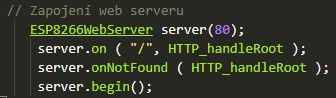 // Zapojení web serveru
ESP8266WebServer server(80);
server.on ( "/", HTTP_handleRoot );
server.onNotFound ( HTTP_handleRoot );
server.begin();